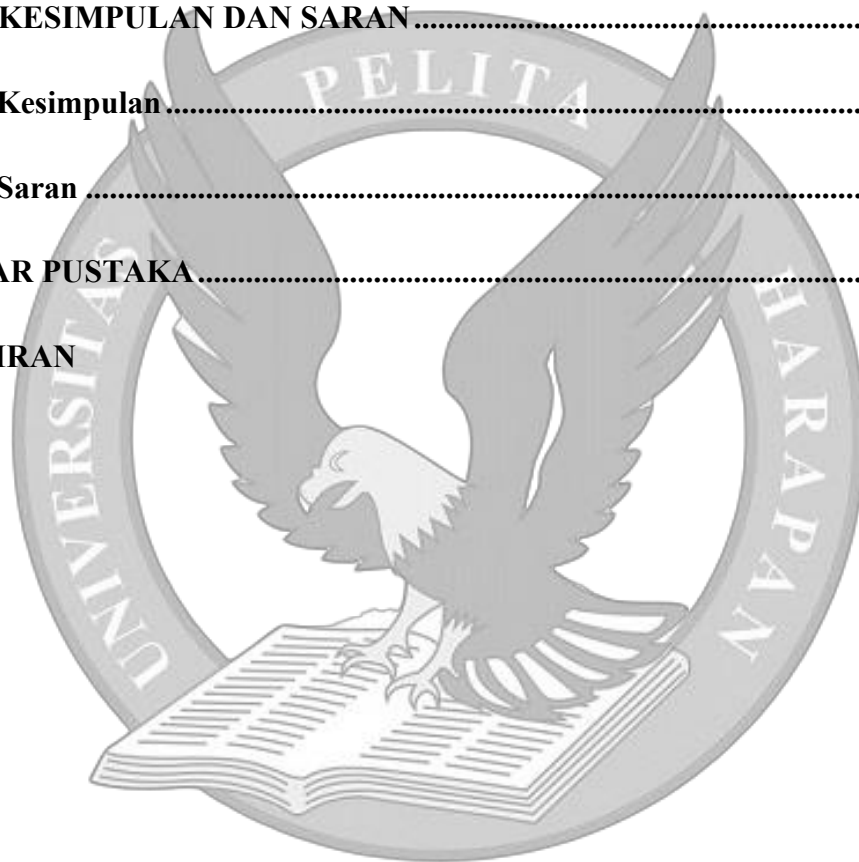 KESIMPULAN DAN SARAN
Kesimpulan
Saran
AR PUSTAKA
IRAN
UNIVERSITAS PELITA HARAPAN